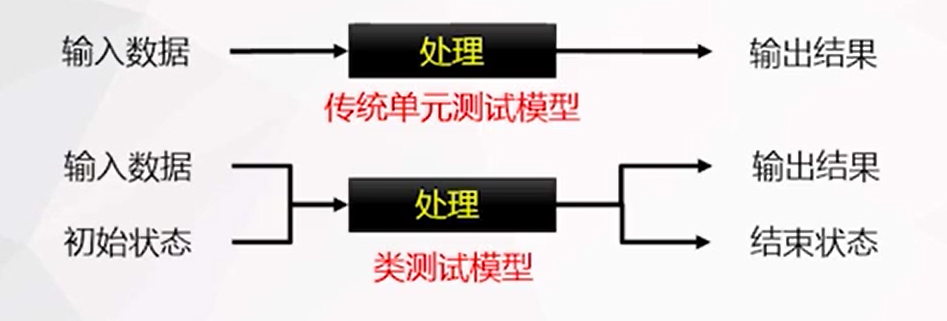 输入数据 处理 输出结果
传统单元测试模型
输入数据 输出结果
处理
初始状态 结束状态
类测试模型